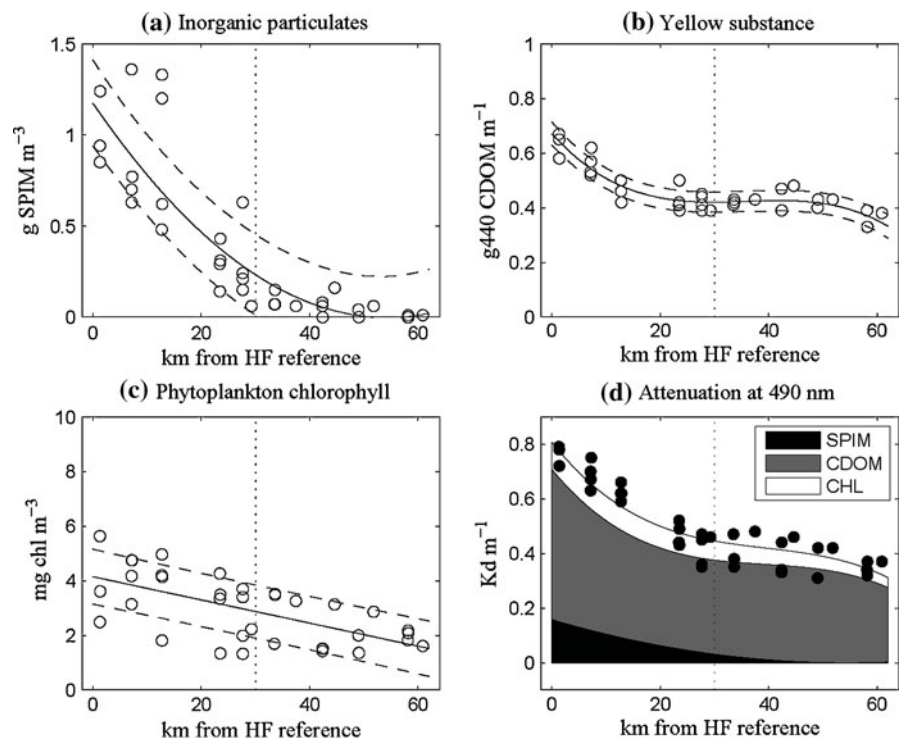 (a) Inorganic particulates
g SPIM m⁻³
1.5
1
0.5
0
0 20 40 60
km from HF reference
(b) Yellow substance
g440 CDOM m⁻¹
1
0.8
0.6
0.4
0.2
0
0 20 40 60
km from HF reference
(c) Phytoplankton chlorophyll
mg chl m⁻³
10
8
6
4
2
0
0 20 40 60
km from HF reference
(d) Attenuation at 490 nm
Kd m⁻¹
0.8
0.6
0.4
0.2
0
SPIM
CDOM
CHL
0 20 40 60
km from HF reference